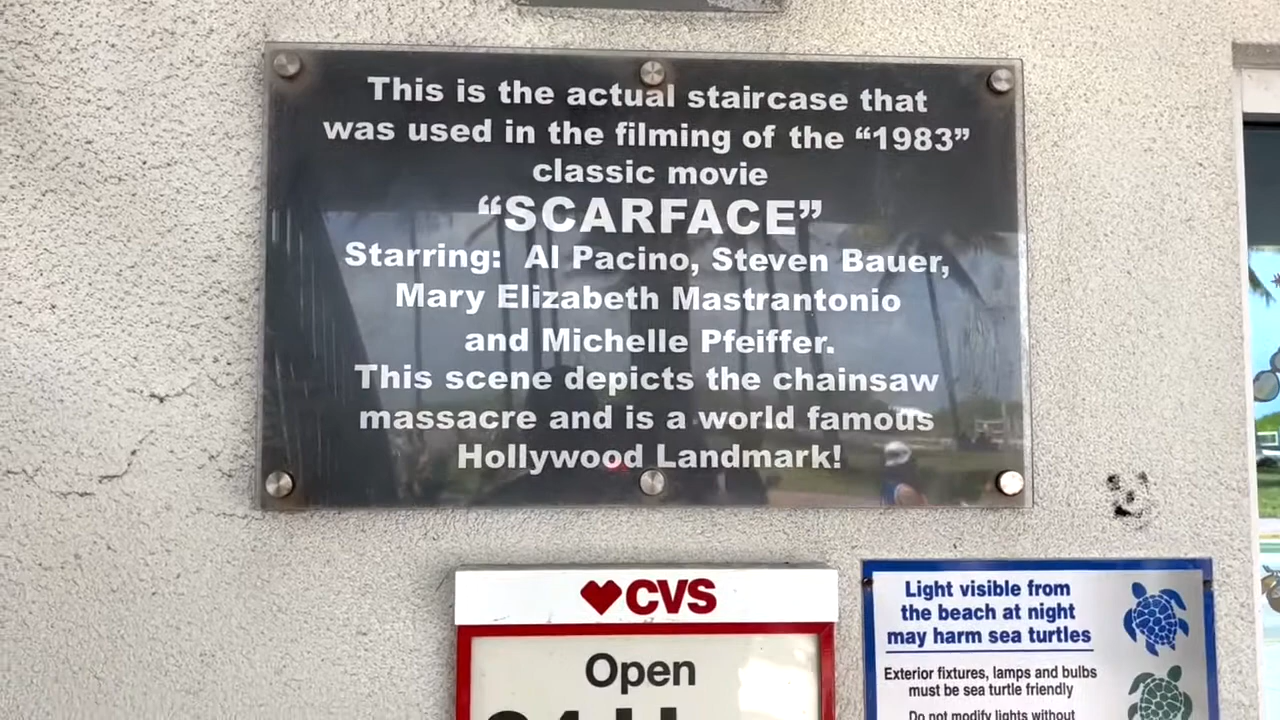 This is the actual staircase that
was used in the filming of the “1983”
classic movie
“SCARFACE”
Starring:  Al Pacino, Steven Bauer,
Mary Elizabeth Mastrantonio
and Michelle Pfeiffer.
This scene depicts the chainsaw
massacre and is a world famous
Hollywood Landmark!
CVS
Open
Light visible from
the beach at night
may harm sea turtles
Exterior fixtures, lamps and bulbs
must be sea turtle friendly
Do not modify lights without